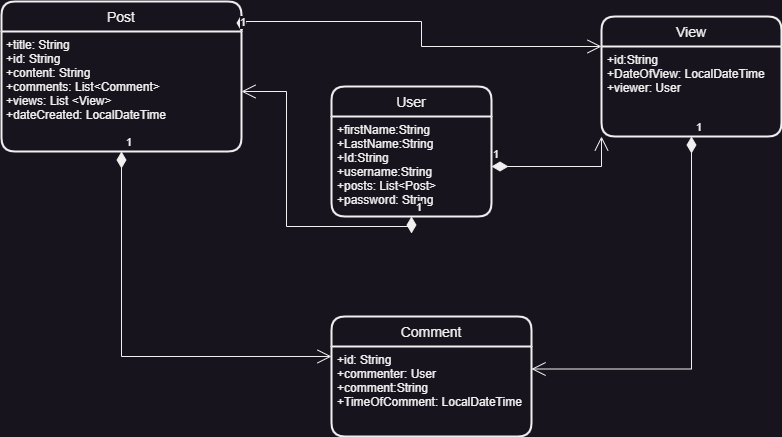 Post
+title: String
+id: String
+content: String
+comments: List<Comment>
+views: List <View>
+dateCreated: LocalDateTime
1
1
User
+firstName:String
+LastName:String
+Id:String
+username:String
+posts: List<Post>
+password: String
1
1
View
+id:String
+DateOfView: LocalDateTime
+viewer: User
1
Comment
+id: String
+commenter: User
+comment:String
+TimeOfComment: LocalDateTime